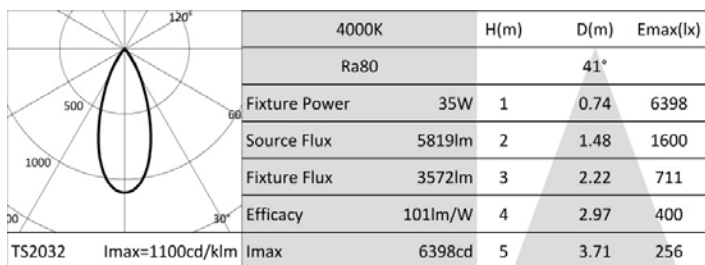 120°
500
60
1000
00
30°
TS2032 Imax=1100cd/klm
4000K H(m) D(m) Emax(lx)
Ra80 41°
Fixture Power 35W 1 0.74 6398
Source Flux 5819lm 2 1.48 1600
Fixture Flux 3572lm 3 2.22 711
Efficacy 101lm/W 4 2.97 400
Imax 6398cd 5 3.71 256